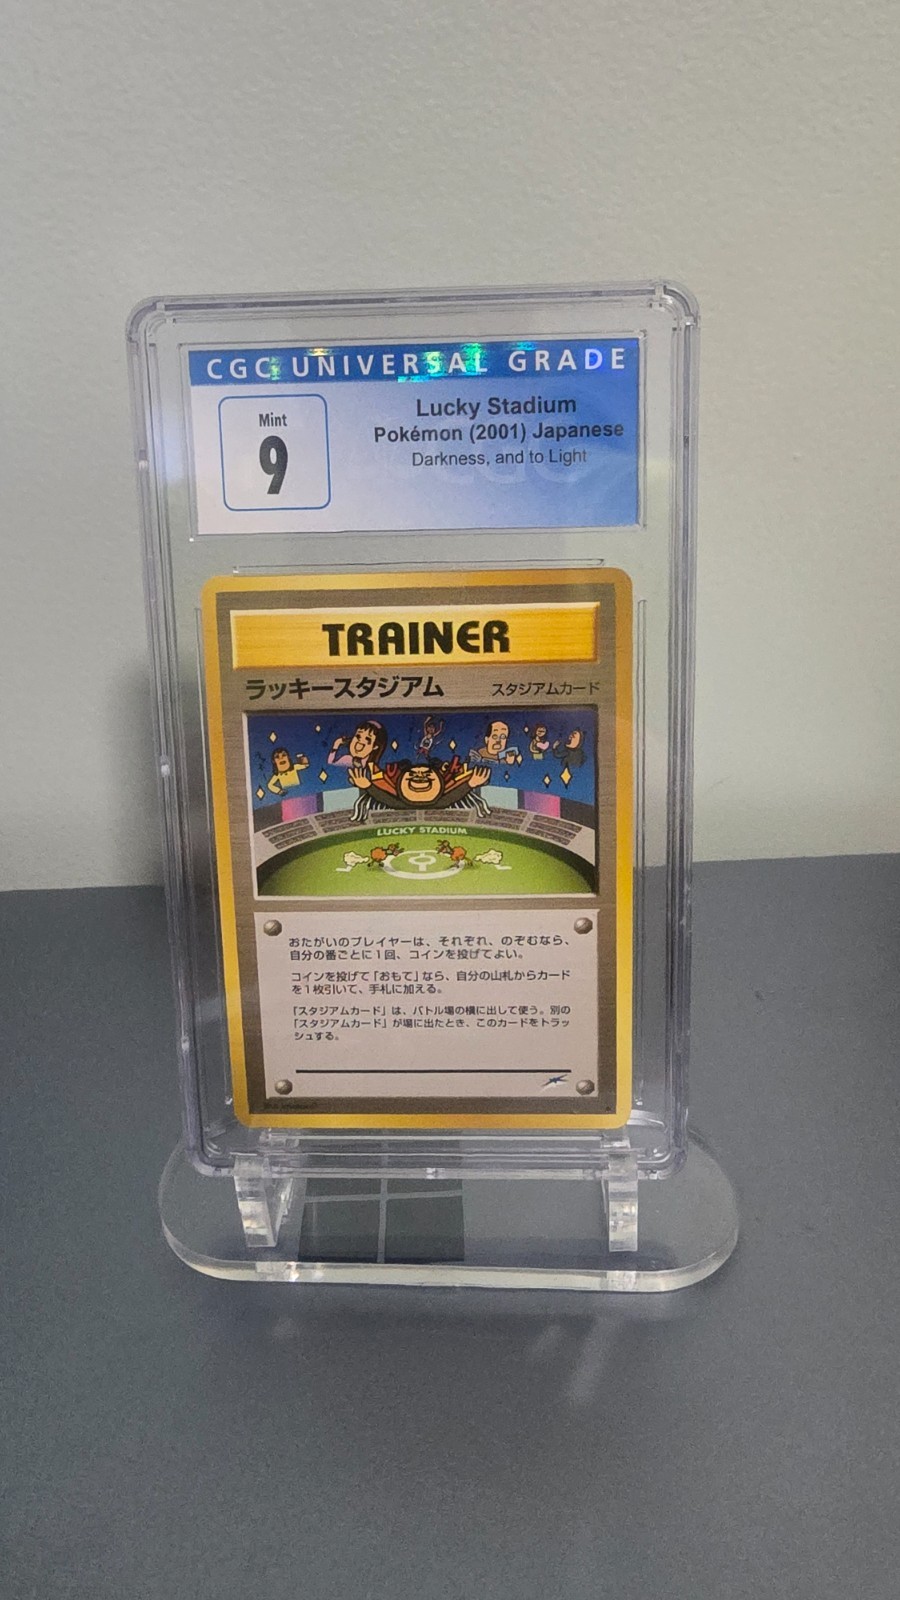 CGC UNIVERSAL GRADE
Mint
9
Lucky Stadium
Pokémon (2001) Japanese
Darkness, and to Light
TRAINER
ラッキースタジアム
スタジアムカード
Lucky
LUCKY STADIUM
おたがいのプレイヤーは、それぞれ、のぞむなら、
自分の番ごとに1回、コインを投げてよい。
コインを投げて「おもて」なら、自分の山札からカード
を1枚引いて、手札に加える。
「スタジアムカード」は、バトル場の横に出して使う。別の
「スタジアムカード」が場に出たとき、このカードをトラッ
シュする。